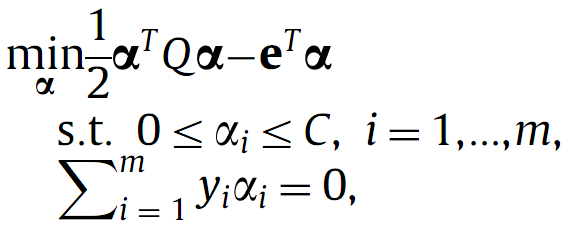 min_𝛂 1/2 𝛂^T Q𝛂–𝐞^T 𝛂
s.t. 0 ≤ α_i ≤ C, i = 1,...,m,
∑_{i = 1}^m y_i α_i = 0,